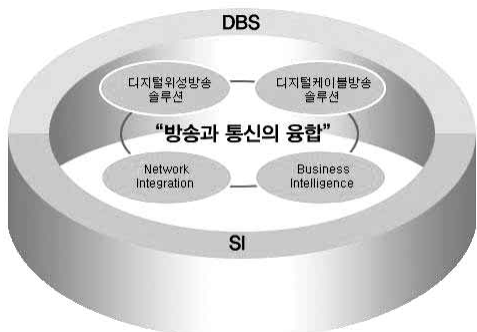 DBS
디지털위성방송
솔루션
디지털케이블방송
솔루션
“방송과 통신의 융합”
Network
Integration
Business
Intelligence
SI